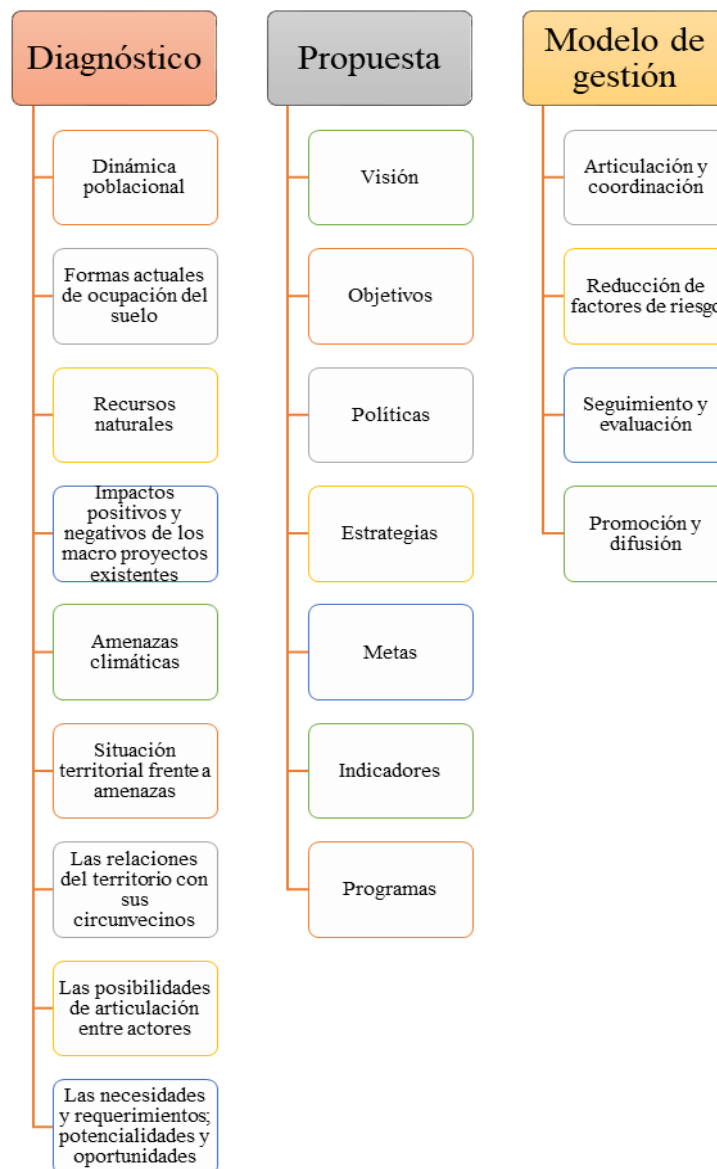 Diagnóstico
Dinámica
poblacional
Formas actuales
de ocupación del
suelo
Recursos
naturales
Impactos
positivos y
negativos de los
macro proyectos
existentes
Amenazas
climáticas
Situación
territorial frente a
amenazas
Las relaciones
del territorio con
sus
circunvecinos
Las posibilidades
de articulación
entre actores
Las necesidades
y requerimientos;
potencialidades y
oportunidades
Propuesta
Visión
Objetivos
Políticas
Estrategias
Metas
Indicadores
Programas
Modelo de
gestión
Articulación y
coordinación
Reducción de
factores de riesgo
Seguimiento y
evaluación
Promoción y
difusión